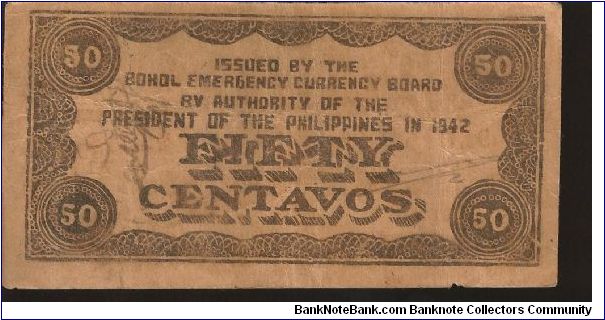 50 50
ISSUED BY THE
BOHOL EMERGENCY CURRENCY BOARD
BY AUTHORITY OF THE
PRESIDENT OF THE PHILIPPINES IN 1942
FIFTY
CENTAVOS
50 50
BankNoteBank.com Banknote Collectors Community